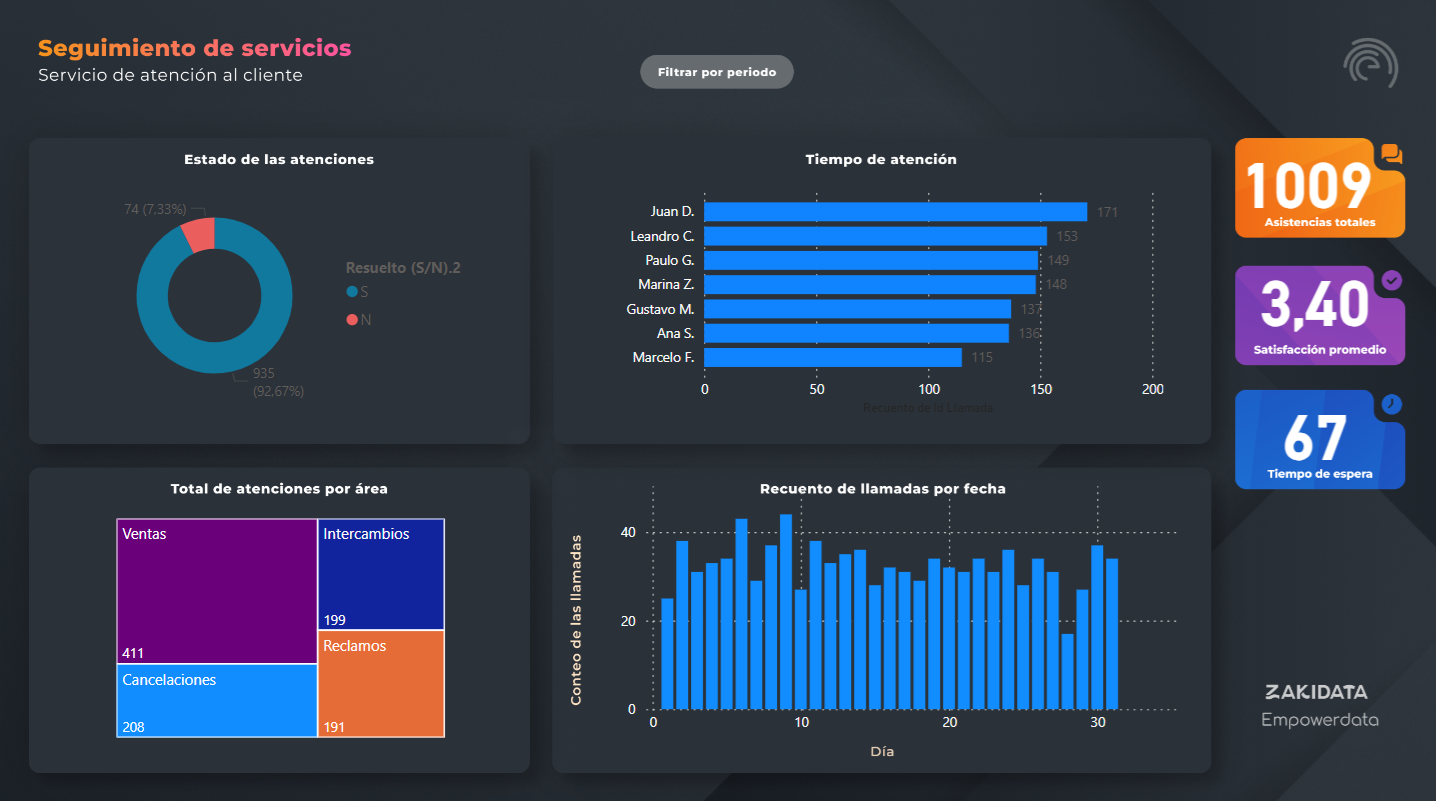 Seguimiento de servicios
Servicio de atención al cliente
Filtrar por periodo
Estado de las atenciones
74 (7,33%)
935
(92,67%)
Resuelto (S/N).2
S
N
Tiempo de atención
Juan D.
171
Leandro C.
153
Paulo G.
149
Marina Z.
148
Gustavo M.
137
Ana S.
136
Marcelo F.
115
0
50
100
150
200
Recuento de lo Llamada
1009
Asistencias totales
3,40
Satisfacción promedio
67
Tiempo de espera
Total de atenciones por área
Ventas
411
Cancelaciones
208
Intercambios
199
Reclamos
191
Recuento de llamadas por fecha
Conteo de las llamadas
40
20
0
0
10
20
30
Día
ZAKIDATA
Empowerdata